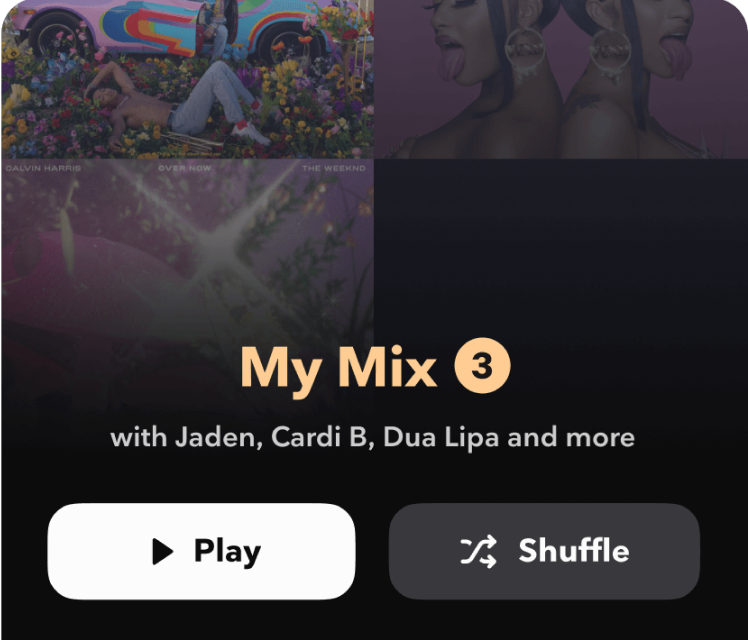 CALVIN HARRIS OVER NOW THE WEEKND
My Mix 3
with Jaden, Cardi B, Dua Lipa and more
Play
Shuffle